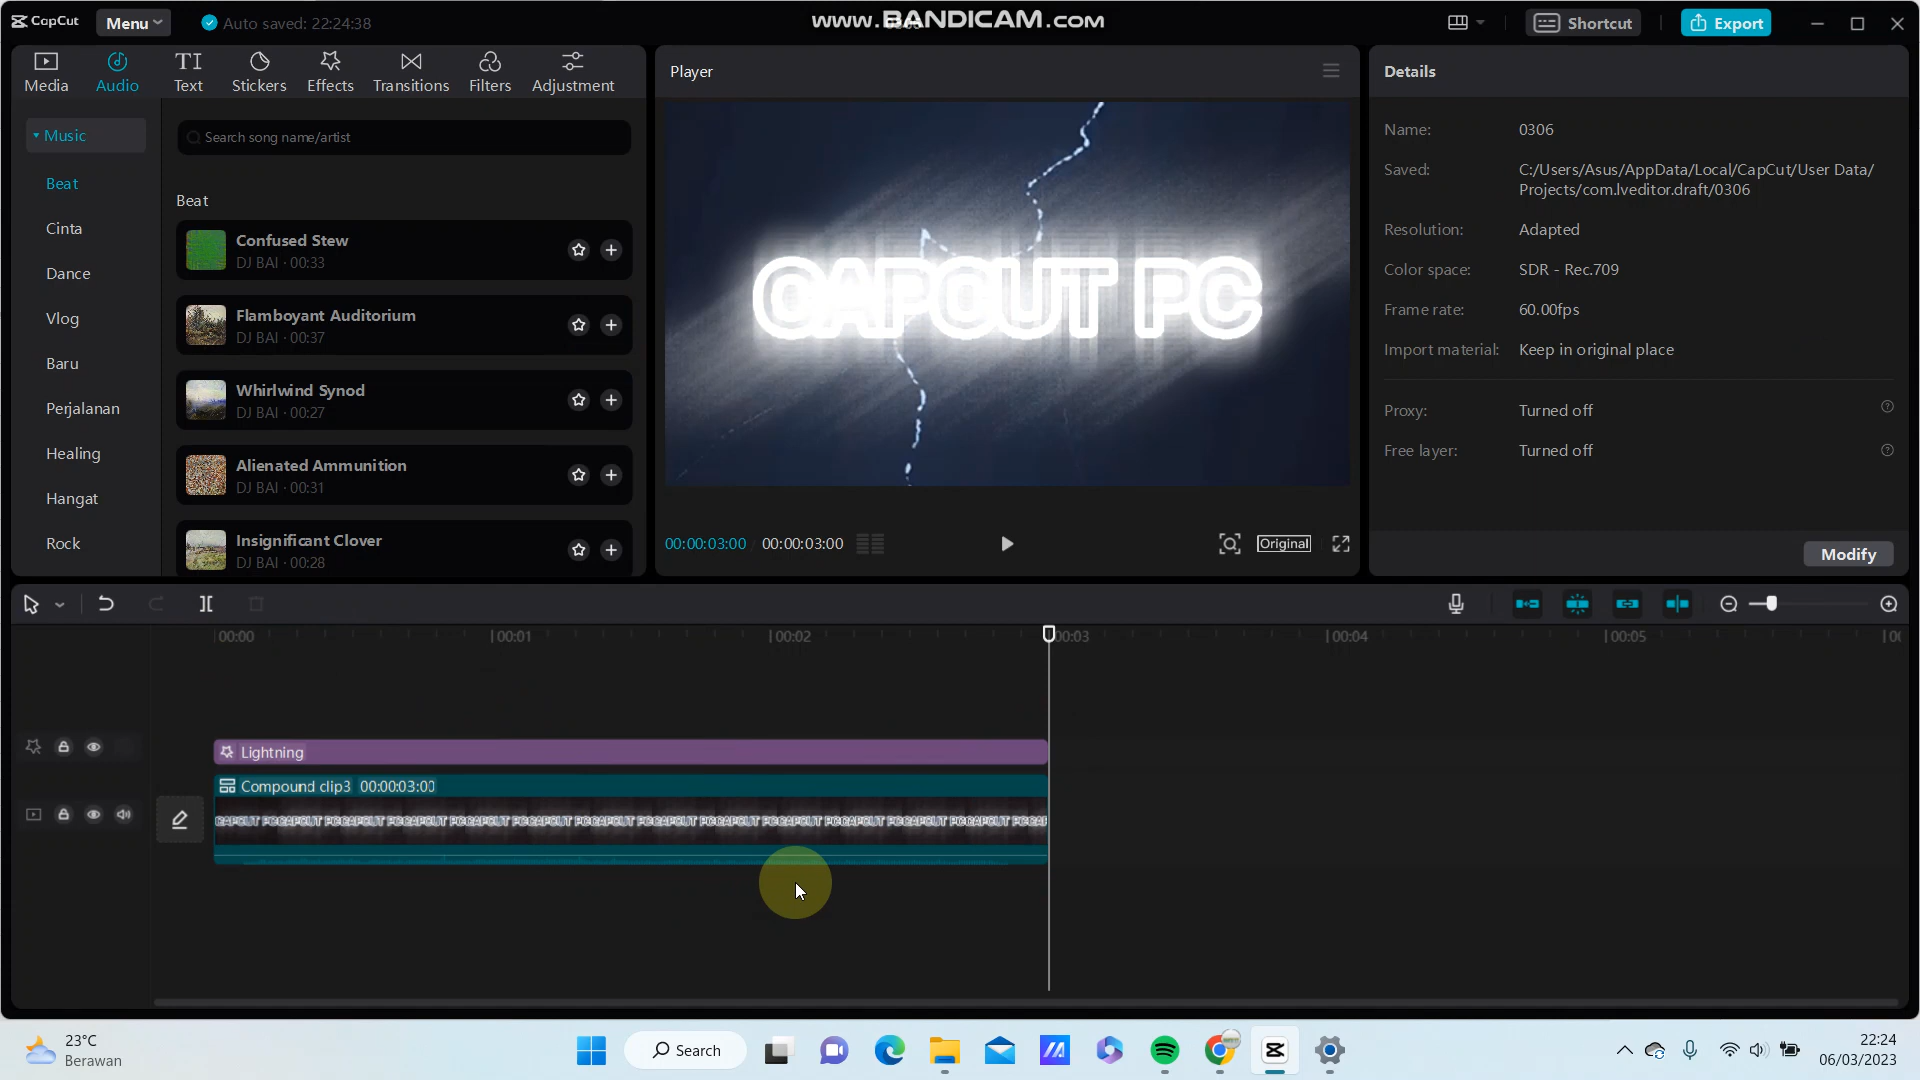 CapCut
Menu
Auto saved: 22:24:38
www.BANDICAM.com
Shortcut
Export
Media
Audio
Text
Stickers
Effects
Transitions
Filters
Adjustment
Music
Beat
Cinta
Dance
Vlog
Baru
Perjalanan
Healing
Hangat
Rock
Search song name/artist
Beat
Confused Stew
DJ BAI · 00:33
Flamboyant Auditorium
DJ BAI · 00:37
Whirlwind Synod
DJ BAI · 00:27
Alienated Ammunition
DJ BAI · 00:31
Insignificant Clover
DJ BAI · 00:28
Player
CAPCUT PC
00:00:03:00
00:00:03:00
Original
Details
Name: 0306
Saved: C:/Users/Asus/AppData/Local/CapCut/User Data/
Projects/com.lveditor.draft/0306
Resolution: Adapted
Color space: SDR - Rec.709
Frame rate: 60.00fps
Import material: Keep in original place
Proxy: Turned off
Free layer: Turned off
Modify
00:00 00:01 00:02 00:03 00:04 00:05
Lightning
Compound clip3 00:00:03:00
23°C
Berawan
Search
22:24
06/03/2023